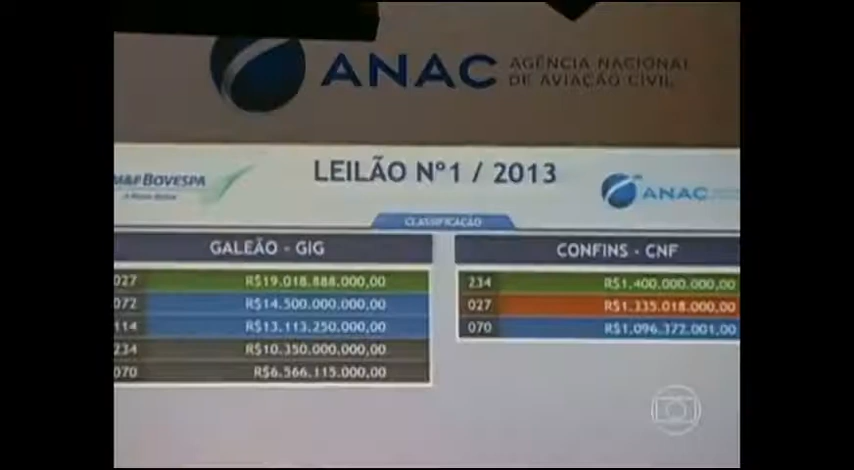 ANAC AGÊNCIA NACIONAL
DE AVIAÇÃO CIVIL
M&F BOVESPA
A Nova Bolsa
LEILÃO Nº1 / 2013
ANAC
CLASSIFICAÇÃO
GALEÃO - GIG
027 R$19.018.888.000,00
072 R$14.500.000.000,00
114 R$13.113.250.000,00
234 R$10.350.000.000,00
070 R$6.566.115.000,00
CONFINS - CNF
234 R$1.400.000.000,00
027 R$1.335.018.000,00
070 R$1.096.372.001,00